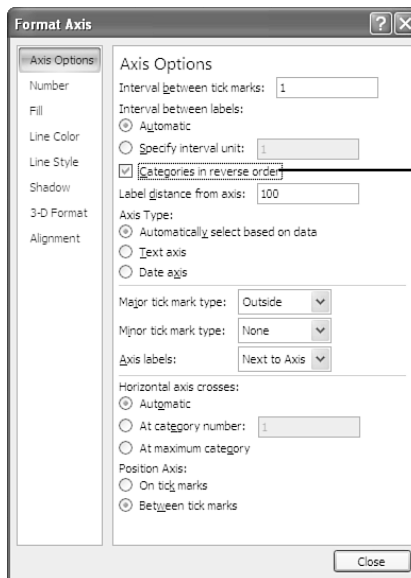 Format Axis
Axis Options
Number
Fill
Line Color
Line Style
Shadow
3-D Format
Alignment
Axis Options
Interval between tick marks: 1
Interval between labels:
Automatic
Specify interval unit: 1
Categories in reverse order
Label distance from axis: 100
Axis Type:
Automatically select based on data
Text axis
Date axis
Major tick mark type: Outside
Minor tick mark type: None
Axis labels: Next to Axis
Horizontal axis crosses:
Automatic
At category number: 1
At maximum category
Position Axis:
On tick marks
Between tick marks
Close